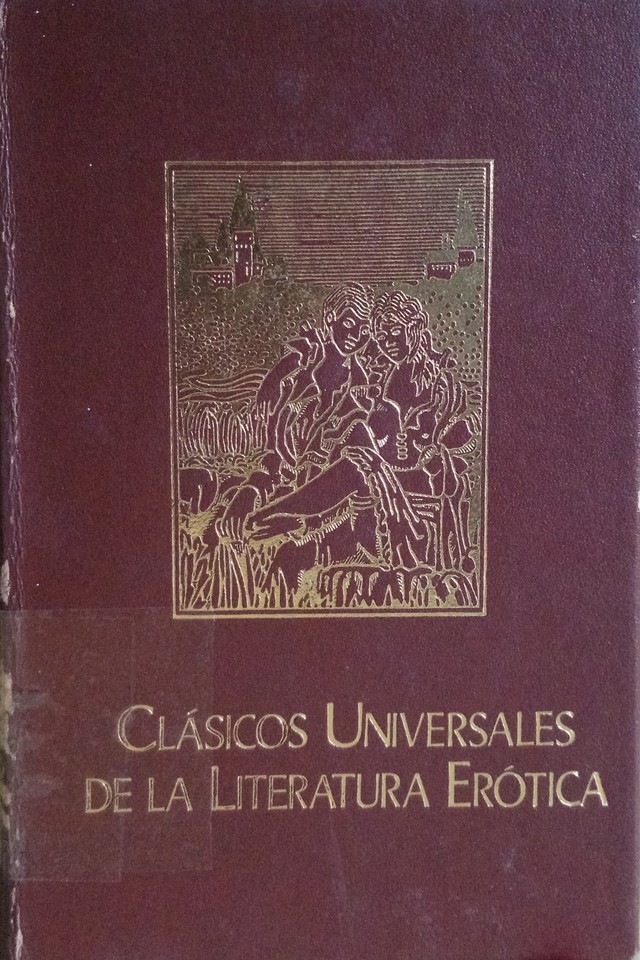 CLÁSICOS UNIVERSALES
DE LA LITERATURA ERÓTICA